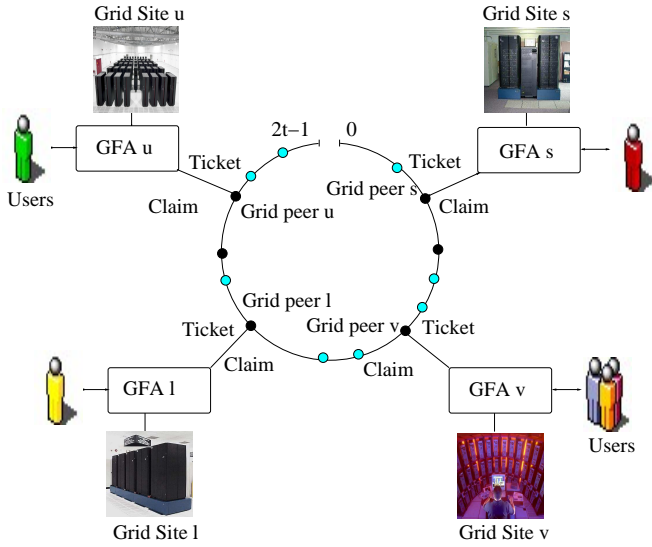 Grid Site u
Grid Site s
2t−1
0
GFA u
Ticket
Ticket
GFA s
Grid peer s
Users
Claim
Grid peer u
Claim
Grid peer l
Ticket
Grid peer v
Ticket
Claim
Claim
GFA l
GFA v
Users
Grid Site l
Grid Site v